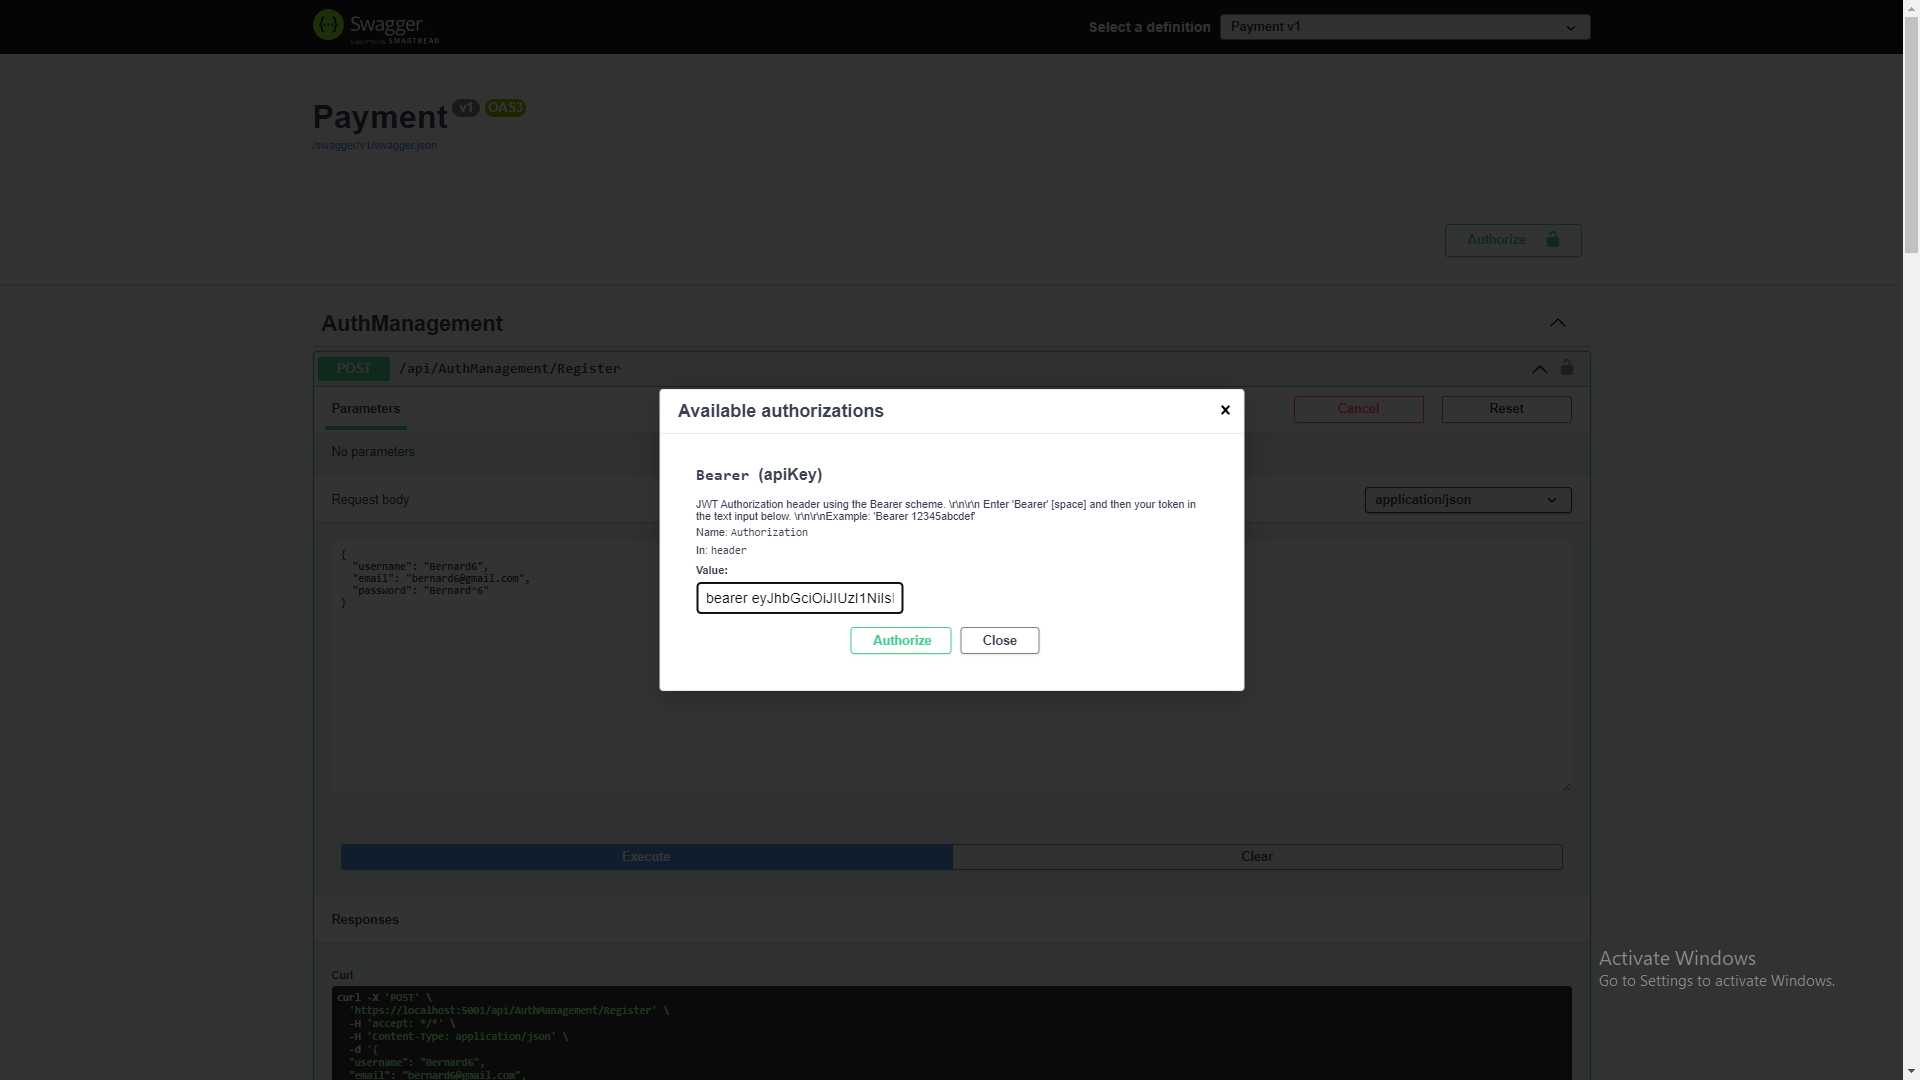 Swagger
Supported by SMARTBEAR
Select a definition
Payment v1
Payment v1 OAS3
/swagger/v1/swagger.json
Authorize
AuthManagement
POST /api/AuthManagement/Register
Parameters
Cancel
Reset
No parameters
Request body
application/json
{
"username": "Bernard6",
"email": "bernard6@gmail.com",
"password": "Bernard^6"
}
Available authorizations
×
Bearer (apiKey)
JWT Authorization header using the Bearer scheme. \r\n\r\n Enter 'Bearer' [space] and then your token in
the text input below. \r\n\r\nExample: 'Bearer 12345abcdef'
Name: Authorization
In: header
Value:
bearer eyJhbGciOiJIUzI1NiIs
Authorize
Close
Execute
Clear
Responses
Curl
curl -X 'POST' \
'https://localhost:5001/api/AuthManagement/Register' \
-H 'accept: */*' \
-H 'Content-Type: application/json' \
-d '{
"username": "Bernard6",
"email": "bernard6@gmail.com",
Activate Windows
Go to Settings to activate Windows.